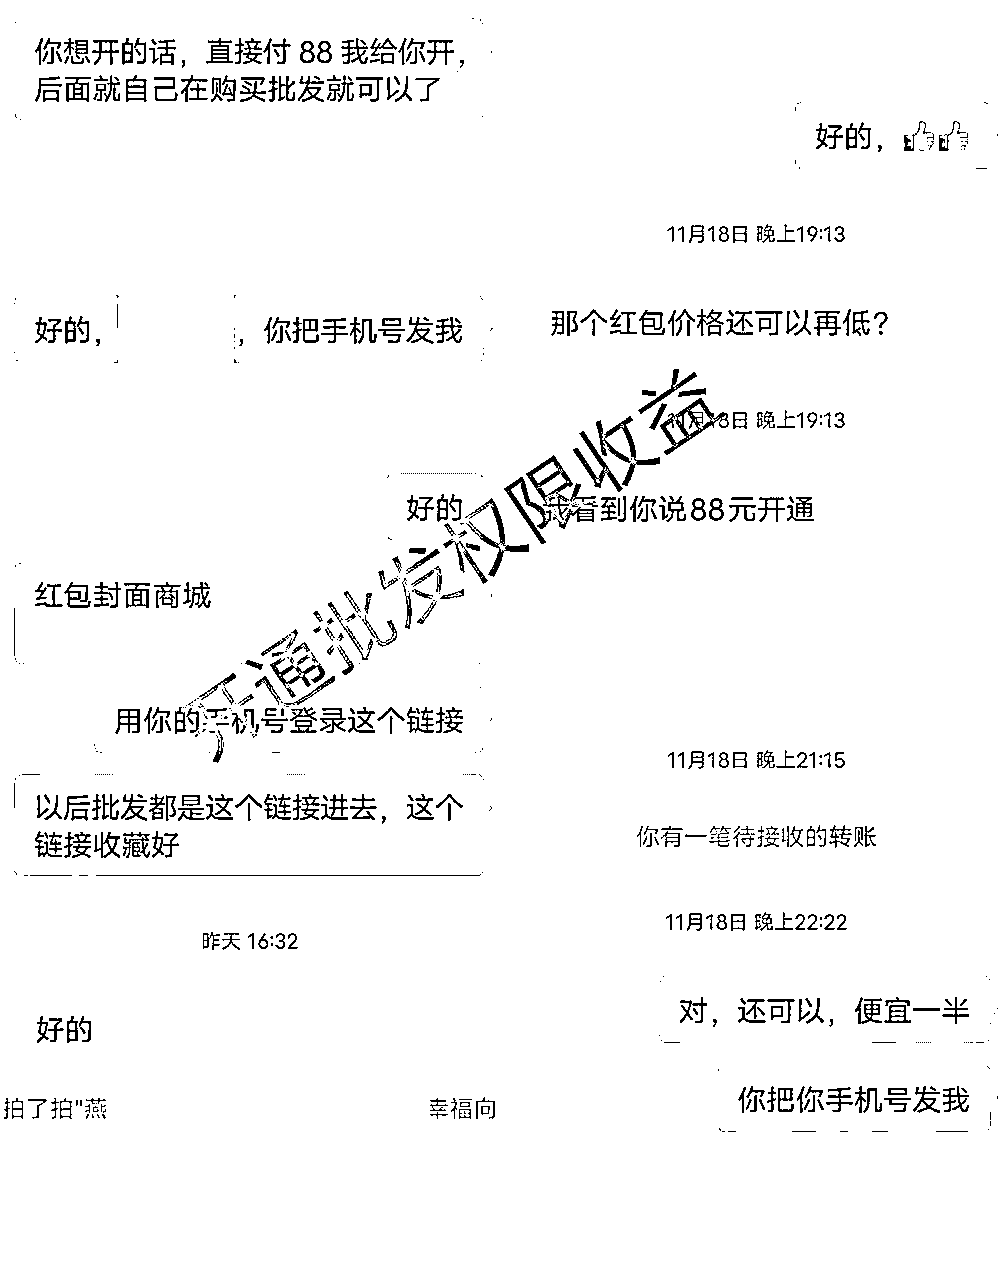 你想开的话，直接付 88 我给你开，
后面就自己在购买批发就可以了
好的，
，你把手机号发我
好的
红包封面商城
用你的手机号登录这个链接
以后批发都是这个链接进去，这个
链接收藏好
昨天 16:32
好的
拍了拍"燕
幸福向
好的，👍👍
11月18日 晚上19:13
那个红包价格还可以再低？
11月18日 晚上19:13
我看到你说88元开通
11月18日 晚上21:15
你有一笔待接收的转账
11月18日 晚上22:22
对，还可以，便宜一半
你把你手机号发我
开通批发权限收益